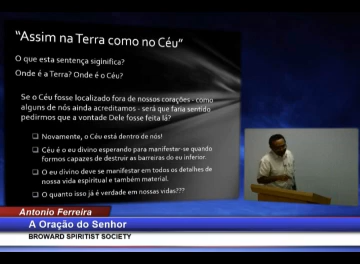 “Assim na Terra como no Céu”
O que esta sentença siginifica?
Onde é a Terra? Onde é o Céu?
Se o Céu fosse localizado fora de nossos corações - como
alguns de nós ainda acreditamos - será que faria sentido
pedirmos que a vontade Dele fosse feita lá?
Novamente, o Céu está dentro de nós!
Céu é o eu divino esperando para manifestar-se quando
formos capazes de destruir as barreiras do eu inferior.
O eu divino deve se manifestar em todos os detalhes de
nossa vida espiritual e também material.
O quanto isso já é verdade em nossas vidas???
Antonio Ferreira
A Oração do Senhor
BROWARD SPIRITIST SOCIETY